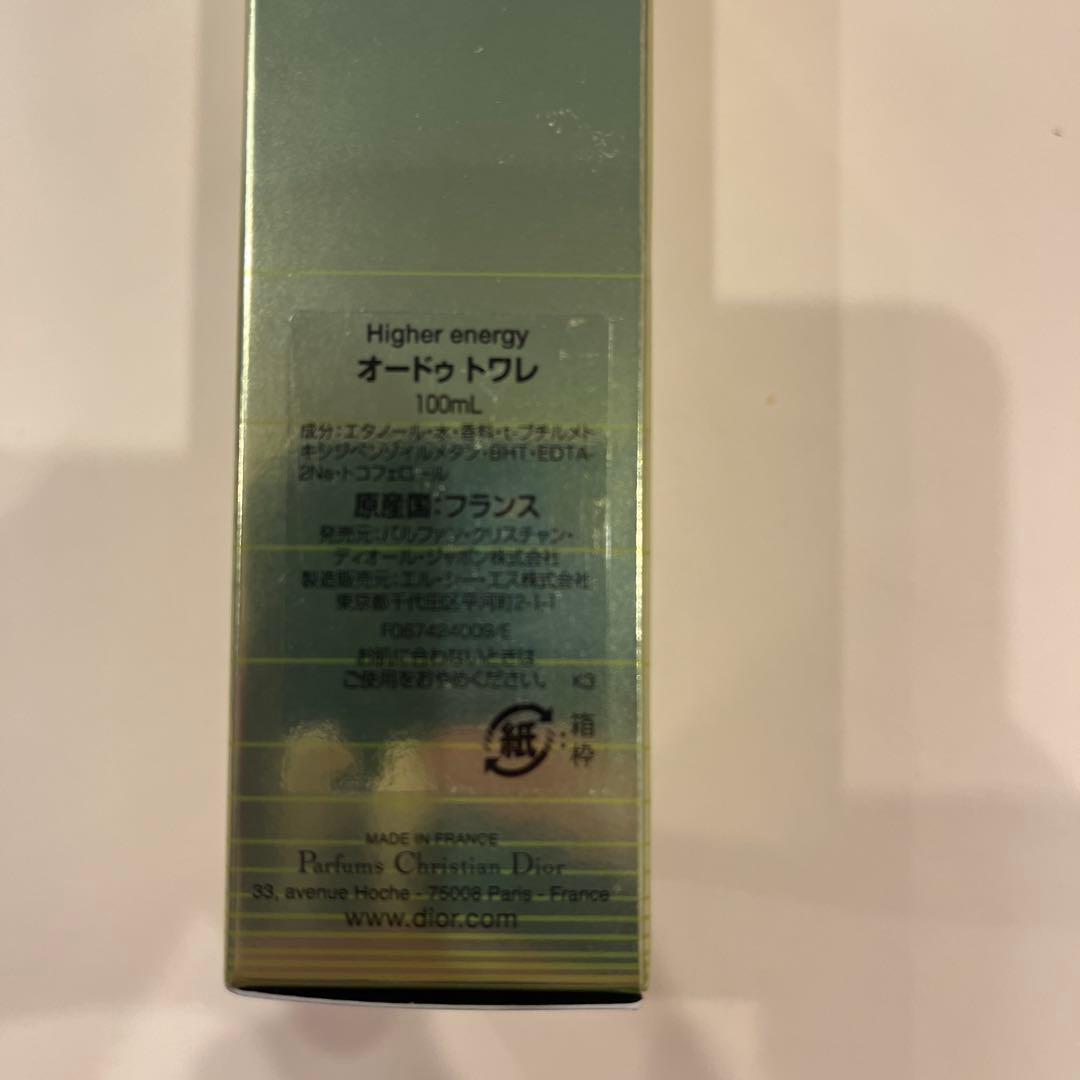 Higher energy
オードゥ トワレ
100mL
成分:エタノール・水・香料・t-ブチルメト
キシジベンゾイルメタン・BHT・EDTA-
2Na・トコフェロール
原産国:フランス
発売元:パルファン・クリスチャン・
ディオール・ジャポン株式会社
製造販売元:エル・シー・エス株式会社
東京都千代田区平河町2-1-1
F067424009/E
お肌に合わないときは
ご使用をおやめください。 K3
紙:箱
枠
MADE IN FRANCE
Parfums Christian Dior
33, avenue Hoche - 75008 Paris - France
www.dior.com